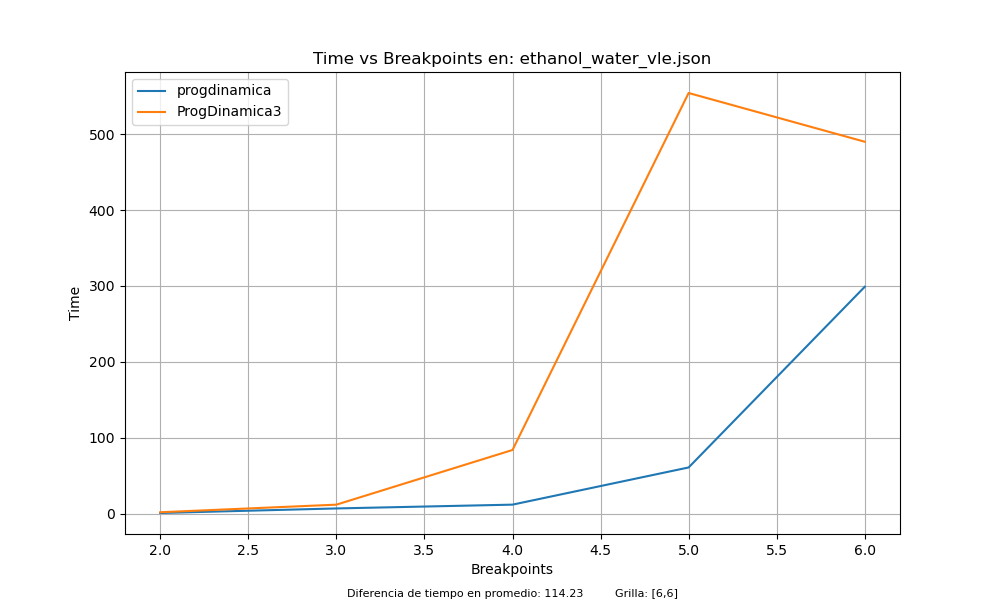 Time vs Breakpoints en: ethanol_water_vle.json
progdinamica
ProgDinamica3
Time
500
400
300
200
100
0
2.0 2.5 3.0 3.5 4.0 4.5 5.0 5.5 6.0
Breakpoints
Diferencia de tiempo en promedio: 114.23 Grilla: [6,6]